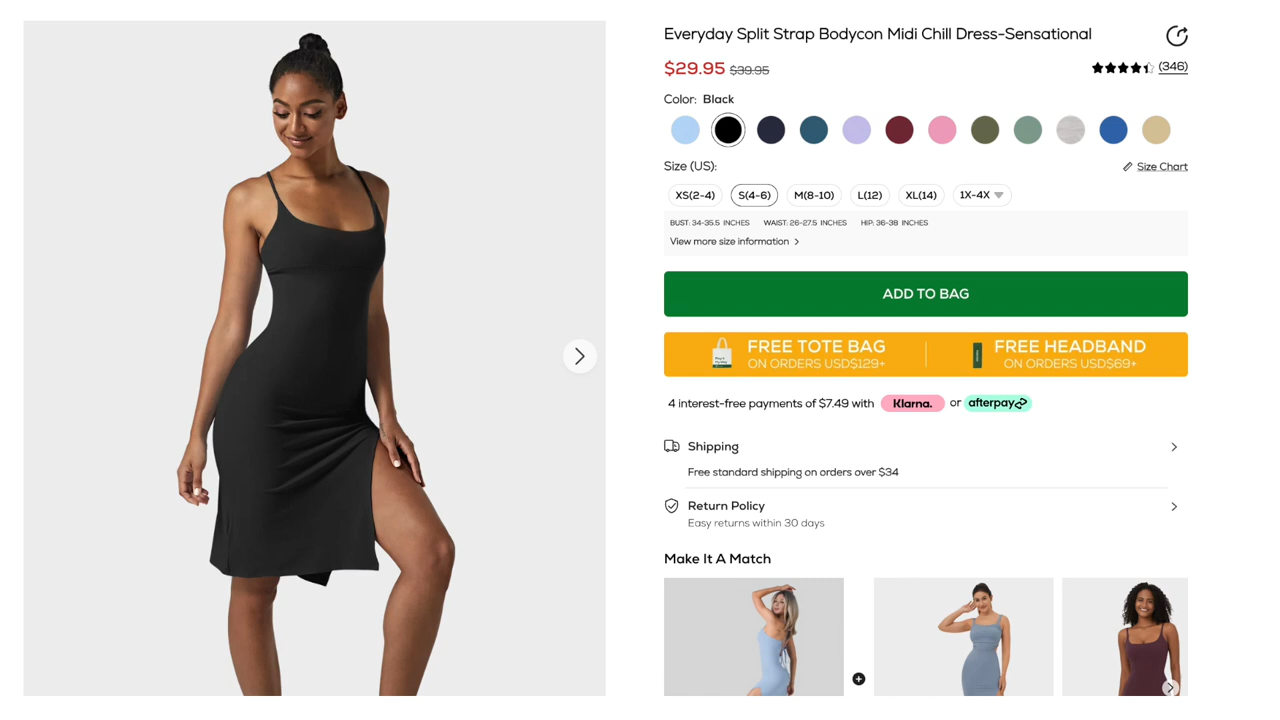 Everyday Split Strap Bodycon Midi Chill Dress-Sensational
$29.95 $39.95
(346)
Color: Black
Size (US):
Size Chart
XS(2-4) S(4-6) M(8-10) L(12) XL(14) 1X-4X
BUST: 34-35.5 INCHES WAIST: 26-27.5 INCHES HIP: 36-38 INCHES
View more size information
ADD TO BAG
FREE TOTE BAG
ON ORDERS USD$129+
FREE HEADBAND
ON ORDERS USD$69+
4 interest-free payments of $7.49 with Klarna. or afterpay
Shipping
Free standard shipping on orders over $34
Return Policy
Easy returns within 30 days
Make It A Match